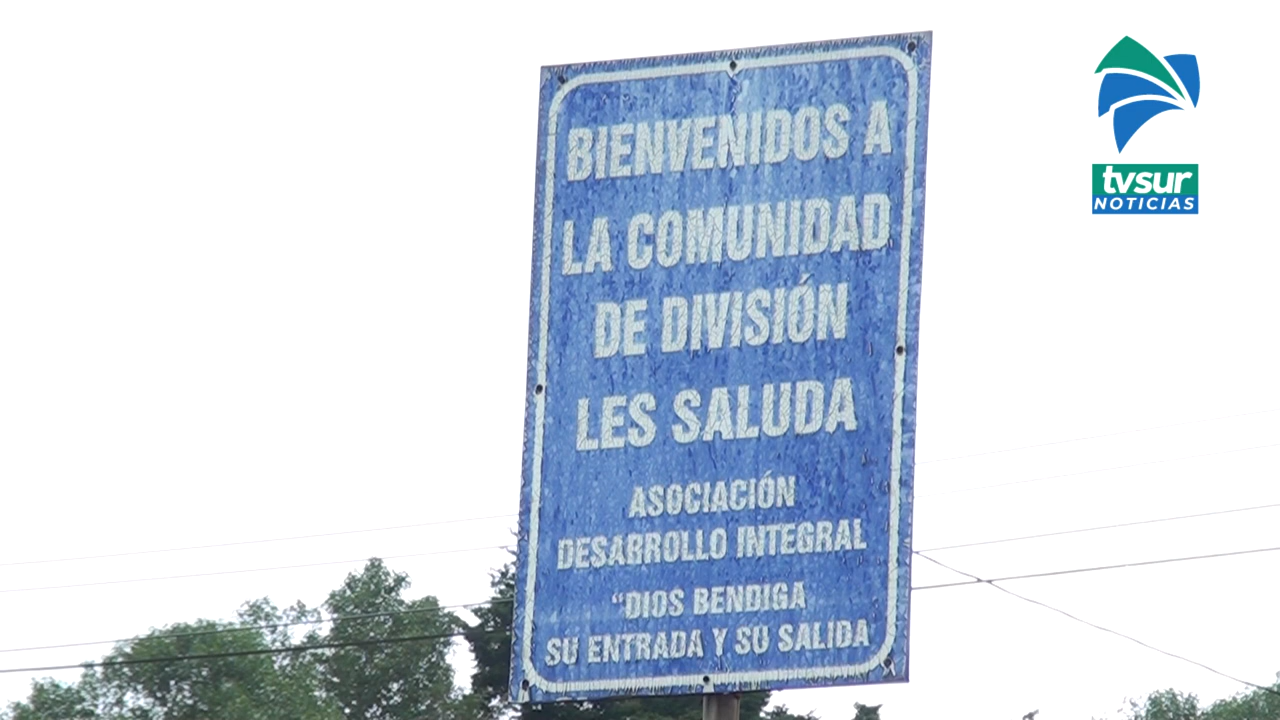 BIENVENIDOS A
LA COMUNIDAD
DE DIVISIÓN
LES SALUDA
ASOCIACIÓN
DESARROLLO INTEGRAL
“DIOS BENDIGA
SU ENTRADA Y SU SALIDA
tvsur
NOTICIAS